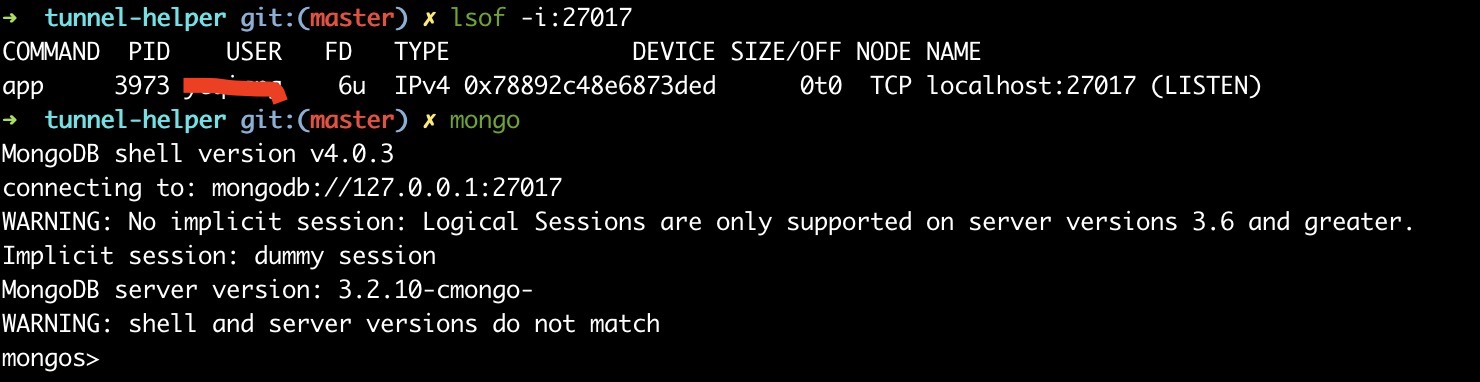 ➜ tunnel-helper git:(master) ✗ lsof -i:27017
COMMAND PID USER FD TYPE DEVICE SIZE/OFF NODE NAME
app 3973 6u IPv4 0x78892c48e6873ded 0t0 TCP localhost:27017 (LISTEN)
➜ tunnel-helper git:(master) ✗ mongo
MongoDB shell version v4.0.3
connecting to: mongodb://127.0.0.1:27017
WARNING: No implicit session: Logical Sessions are only supported on server versions 3.6 and greater.
Implicit session: dummy session
MongoDB server version: 3.2.10-cmongo-
WARNING: shell and server versions do not match
mongos>